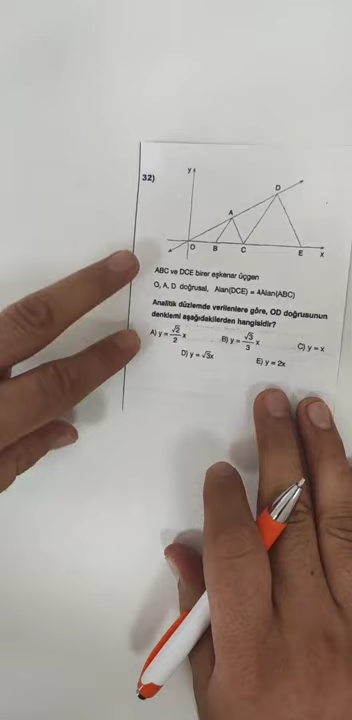 32)
y
D
A
O
B
C
E
x
ABC ve DCE birer eşkenar üçgen
O, A, D doğrusal, Alan(DCE) = 4Alan(ABC)
Analitik düzlemde verilenlere göre, OD doğrusunun
denklemi aşağıdakilerden hangisidir?
A) y = √2/2 x B) y = √3/3 x C) y = x
D) y = √3x E) y = 2x